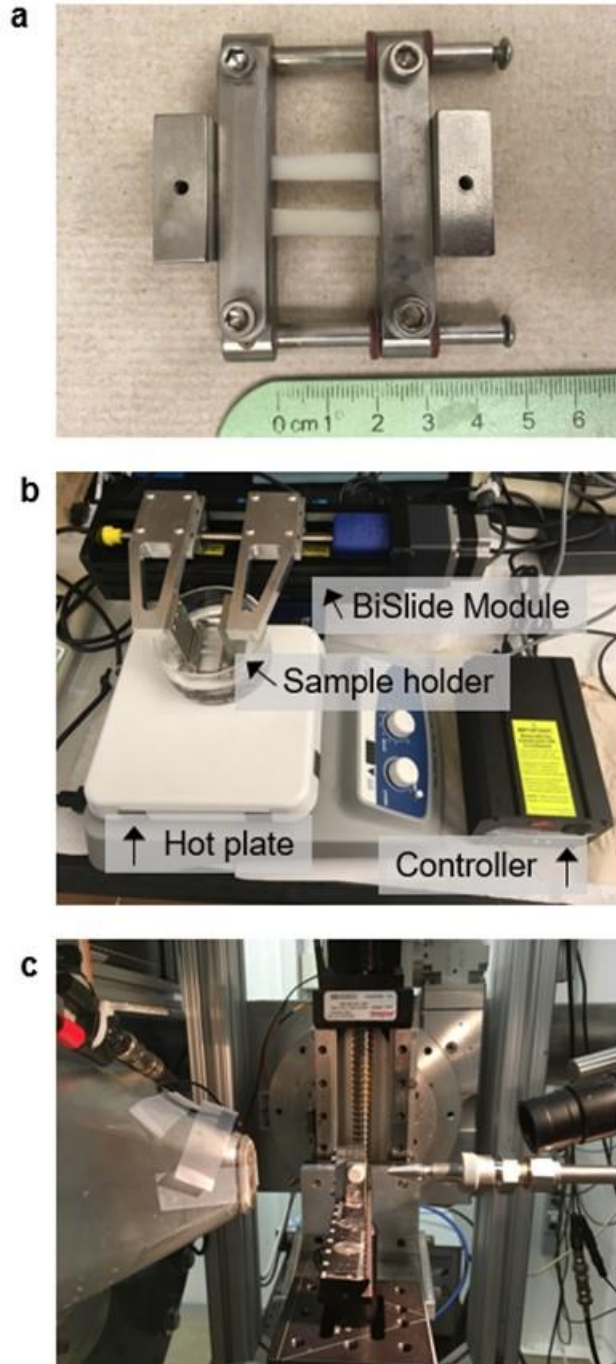 a
0 cm 1 2 3 4 5 6
b
BiSlide Module
Sample holder
Hot plate
Controller
c